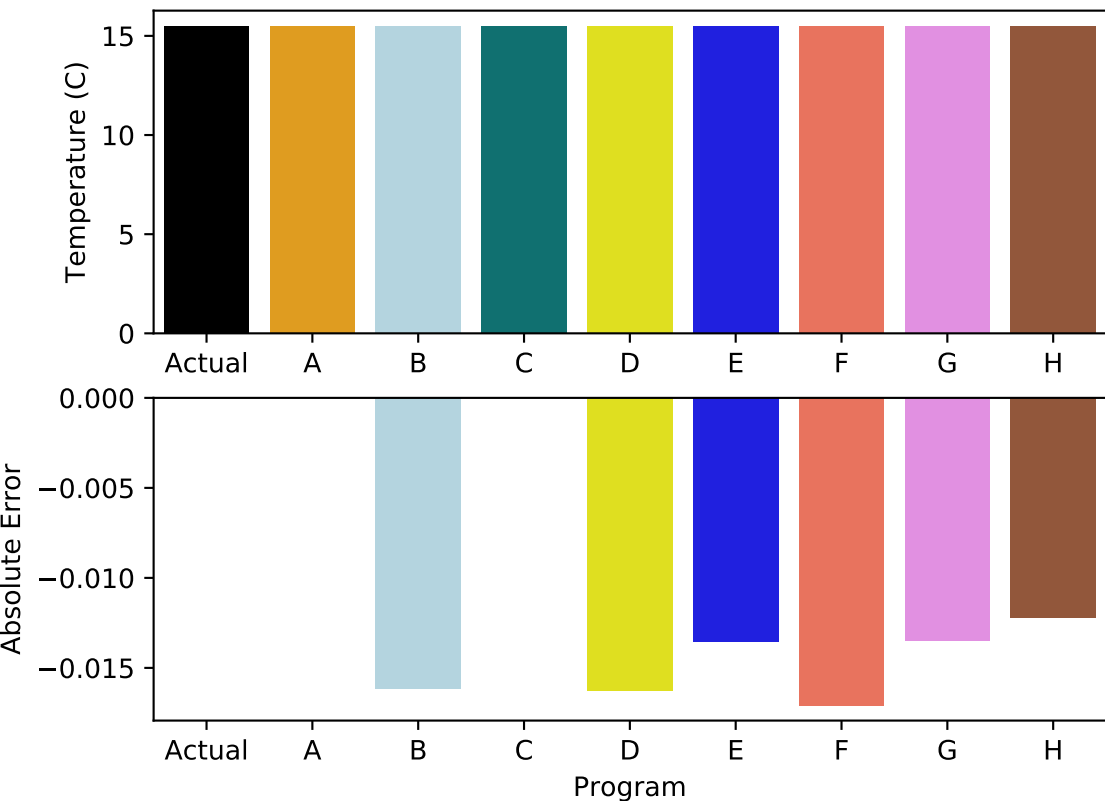 Temperature (C)
15
10
5
0
Actual A B C D E F G H
Absolute Error
0.000
−0.005
−0.010
−0.015
Actual A B C D E F G H
Program